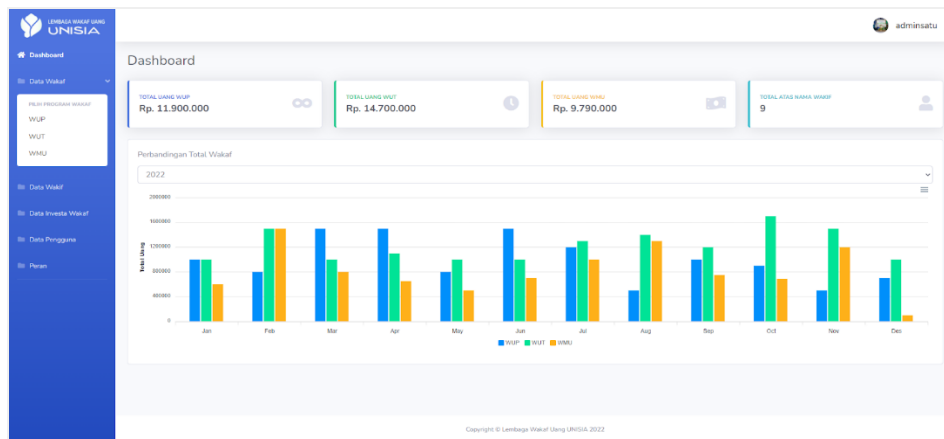 LEMBAGA WAKAF UANG
UNISIA
adminsatu
Dashboard
Data Wakaf
PILIH PROGRAM WAKAF
WUP
WUT
WMU
Data Wakif
Data Investa Wakaf
Data Pengguna
Peran
Dashboard
TOTAL UANG WUP
Rp. 11.900.000
TOTAL UANG WUT
Rp. 14.700.000
TOTAL UANG WMU
Rp. 9.790.000
TOTAL ATAS NAMA WAKIF
9
Perbandingan Total Wakaf
2022
Total Uang
2000000
1600000
1200000
800000
400000
0
Jan Feb Mar Apr May Jun Jul Aug Sep Oct Nov Des
WUP WUT WMU
Copyright © Lembaga Wakaf Uang UNISIA 2022